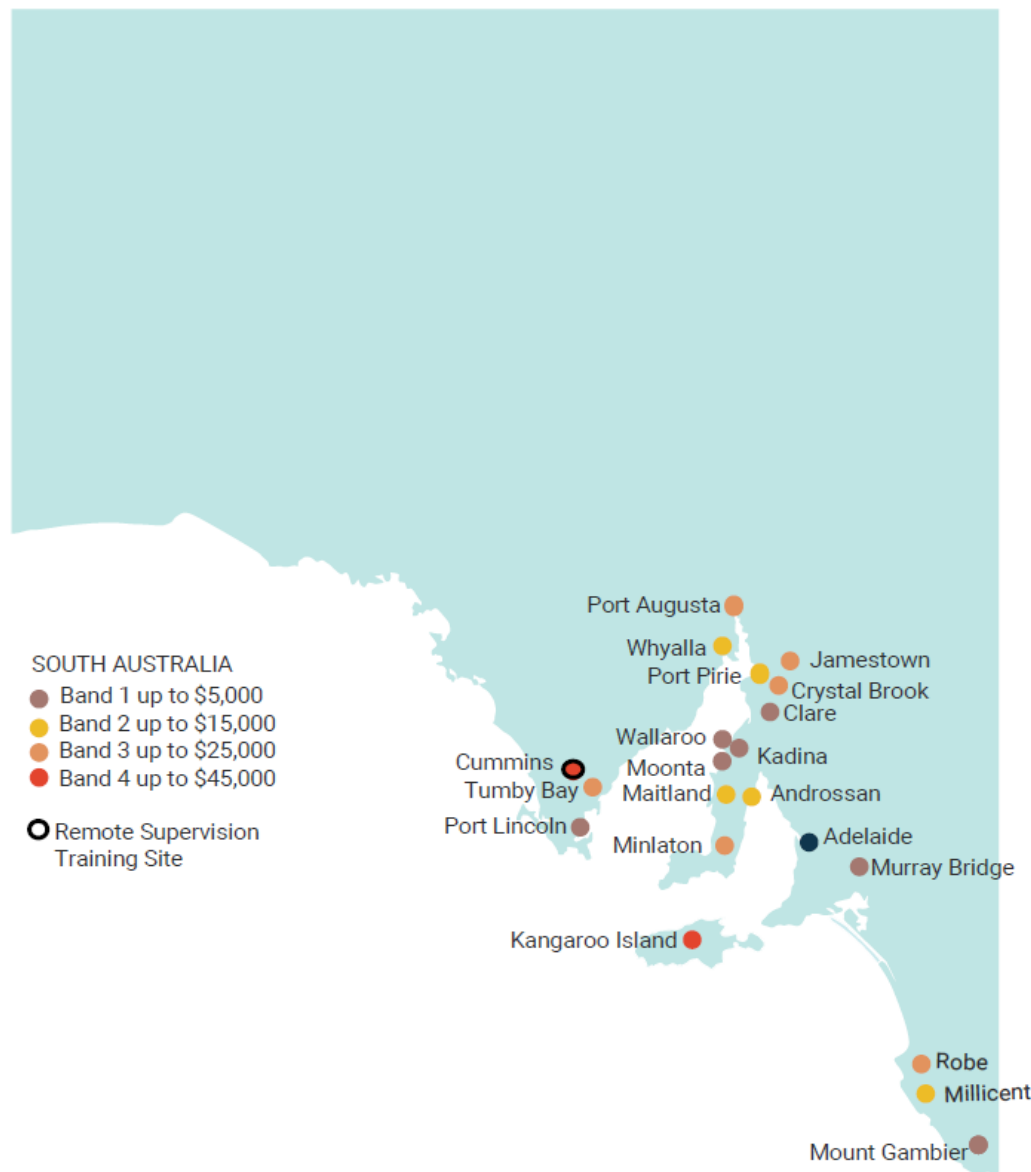 Port Augusta
Whyalla
Port Pirie
Jamestown
Crystal Brook
Clare
SOUTH AUSTRALIA
Band 1 up to $5,000
Band 2 up to $15,000
Band 3 up to $25,000
Band 4 up to $45,000
Remote Supervision
Training Site
Wallaroo
Kadina
Moonta
Cummins
Tumby Bay
Maitland
Androssan
Port Lincoln
Minlaton
Adelaide
Murray Bridge
Kangaroo Island
Robe
Millicent
Mount Gambier